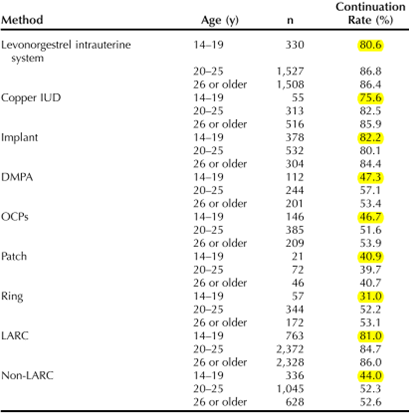 Continuation
Method Age (y) n Rate (%)
Levonorgestrel intrauterine 14–19 330 80.6
system
20–25 1,527 86.8
26 or older 1,508 86.4
Copper IUD 14–19 55 75.6
20–25 313 82.5
26 or older 516 85.9
Implant 14–19 378 82.2
20–25 532 80.1
26 or older 304 84.4
DMPA 14–19 112 47.3
20–25 244 57.1
26 or older 201 53.4
OCPs 14–19 146 46.7
20–25 385 51.6
26 or older 209 53.9
Patch 14–19 21 40.9
20–25 72 39.7
26 or older 46 40.7
Ring 14–19 57 31.0
20–25 344 52.2
26 or older 172 53.1
LARC 14–19 763 81.0
20–25 2,372 84.7
26 or older 2,328 86.0
Non-LARC 14–19 336 44.0
20–25 1,045 52.3
26 or older 628 52.6